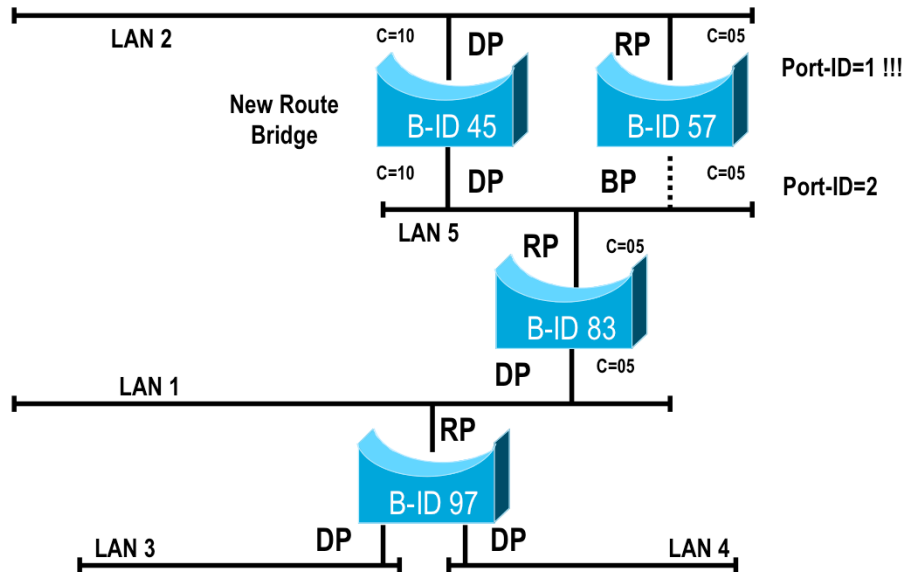 LAN 2
C=10
DP
RP
C=05
Port-ID=1 !!!
New Route
Bridge
B-ID 45
B-ID 57
C=10
DP
BP
C=05
Port-ID=2
LAN 5
RP
C=05
B-ID 83
DP
C=05
LAN 1
RP
B-ID 97
LAN 3
DP
DP
LAN 4